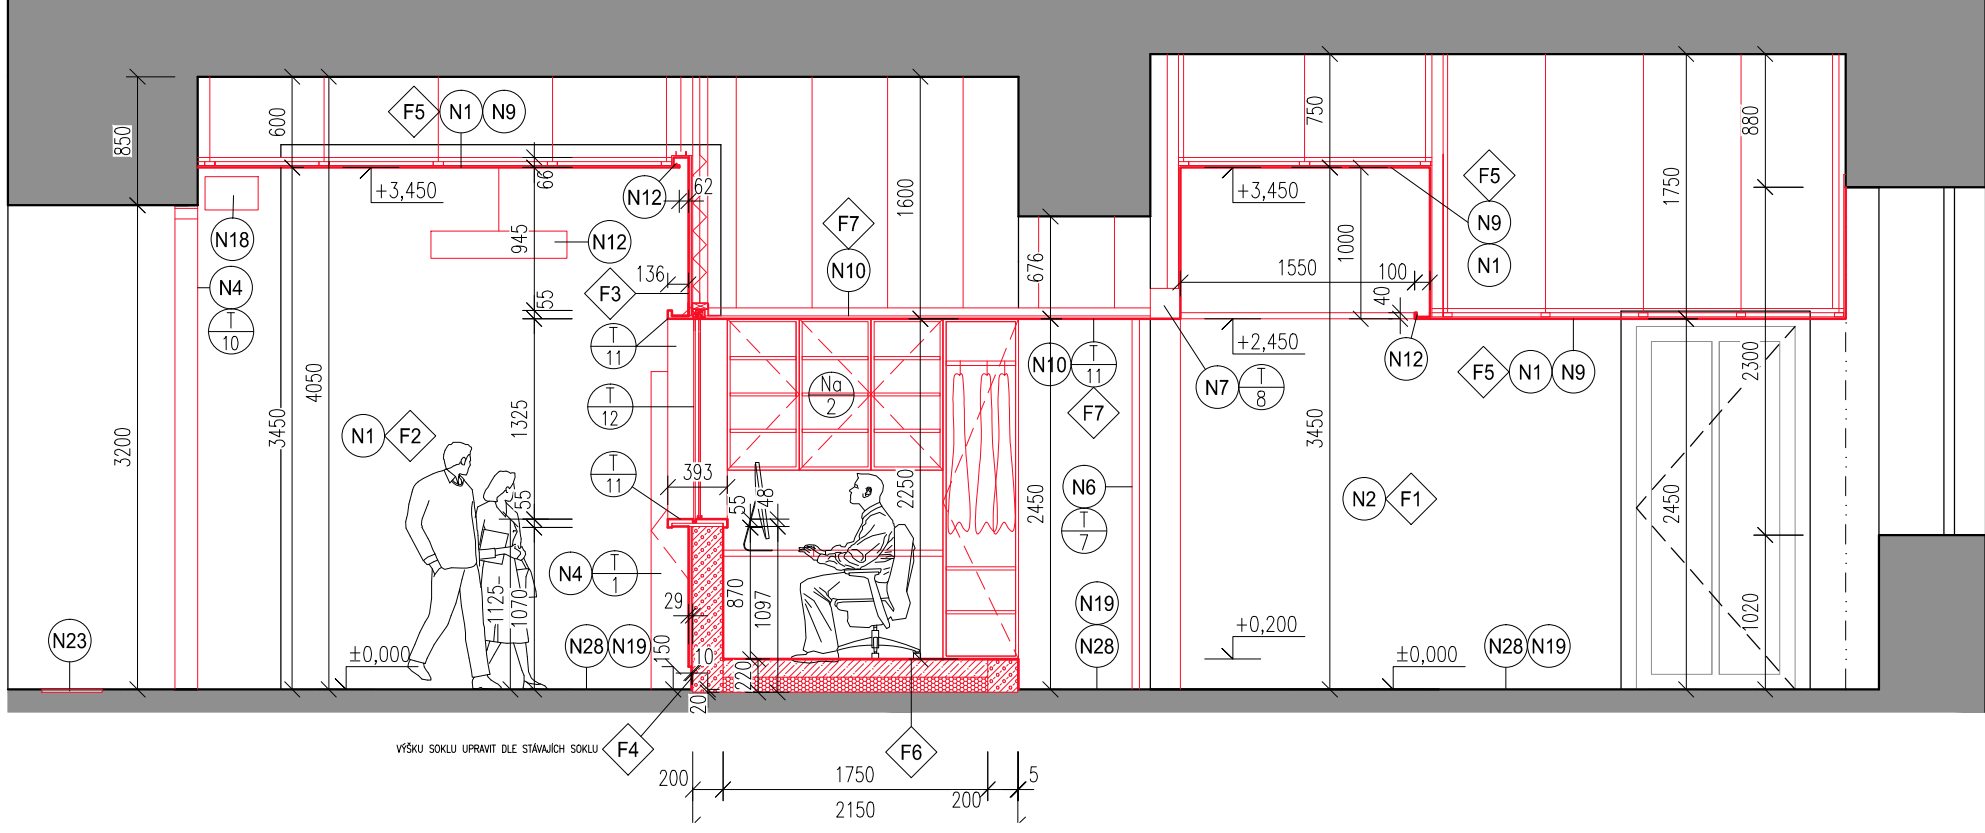 850
600
F5
N1
N9
750
880
+3,450
66
N12
62
1600
+3,450
F5
1750
N18
945
N12
F7
N9
1000
N4
136
N10
676
1550
100
N1
T
10
F3
55
40
T
11
+2,450
N12
N10
T
11
2300
4050
Na
2
N7
T
8
F5
N1
N9
T
12
F7
3200
3450
N1
F2
1325
3450
T
11
393
2250
2450
N6
N2
F1
2450
55
55
48
T
7
N4
T
1
1125
1070
29
870
1097
N19
1020
N23
±0,000
N28
N19
150
10
220
N28
+0,200
±0,000
N28
N19
20
VÝŠKU SOKLU UPRAVIT DLE STÁVAJÍCH SOKLU
F4
F6
200
1750
5
2150
200